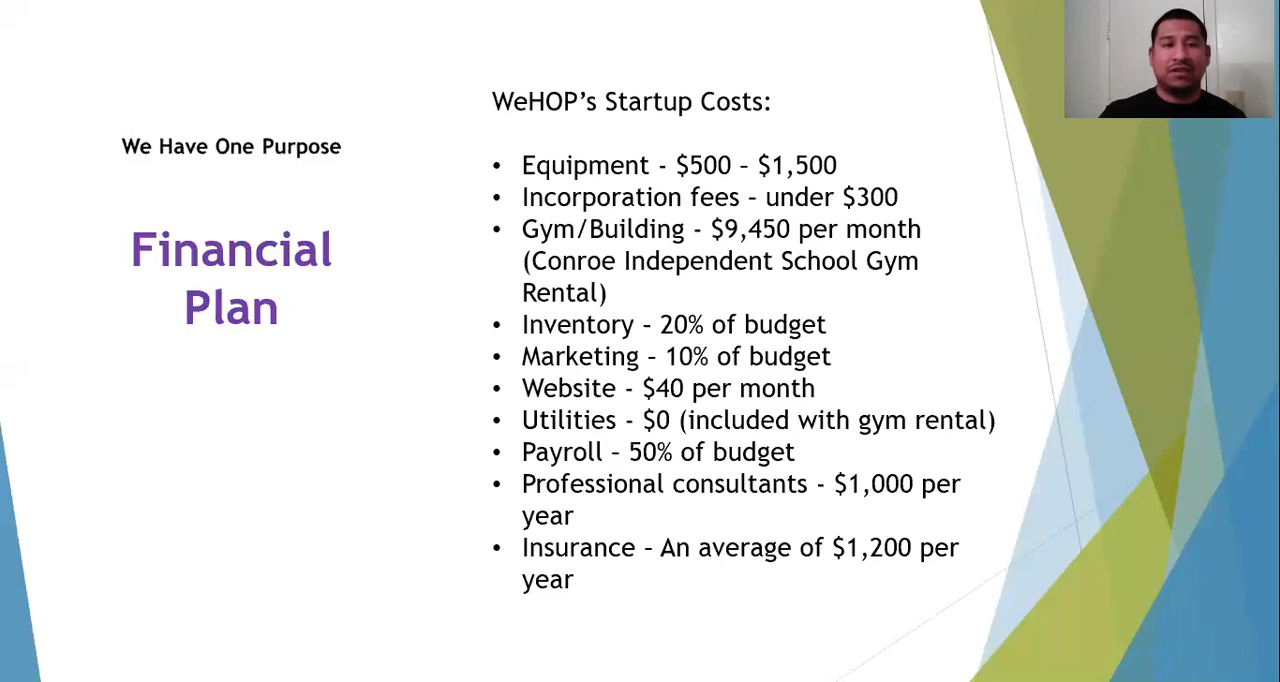 We Have One Purpose
Financial
Plan
WeHOP’s Startup Costs:
• Equipment - $500 – $1,500
• Incorporation fees – under $300
• Gym/Building - $9,450 per month
(Conroe Independent School Gym
Rental)
• Inventory – 20% of budget
• Marketing – 10% of budget
• Website - $40 per month
• Utilities - $0 (included with gym rental)
• Payroll – 50% of budget
• Professional consultants - $1,000 per
year
• Insurance – An average of $1,200 per
year